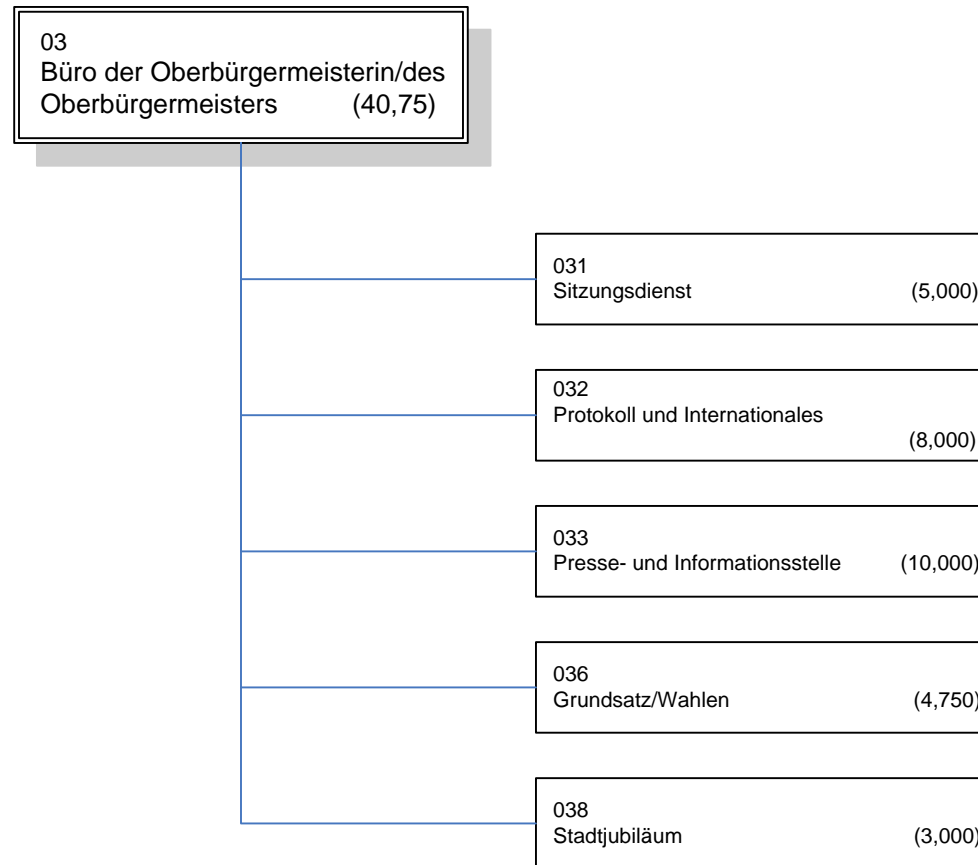 03
Büro der Oberbürgermeisterin/des
Oberbürgermeisters (40,75)
031
Sitzungsdienst (5,000)
032
Protokoll und Internationales
(8,000)
033
Presse- und Informationsstelle (10,000)
036
Grundsatz/Wahlen (4,750)
038
Stadtjubiläum (3,000)